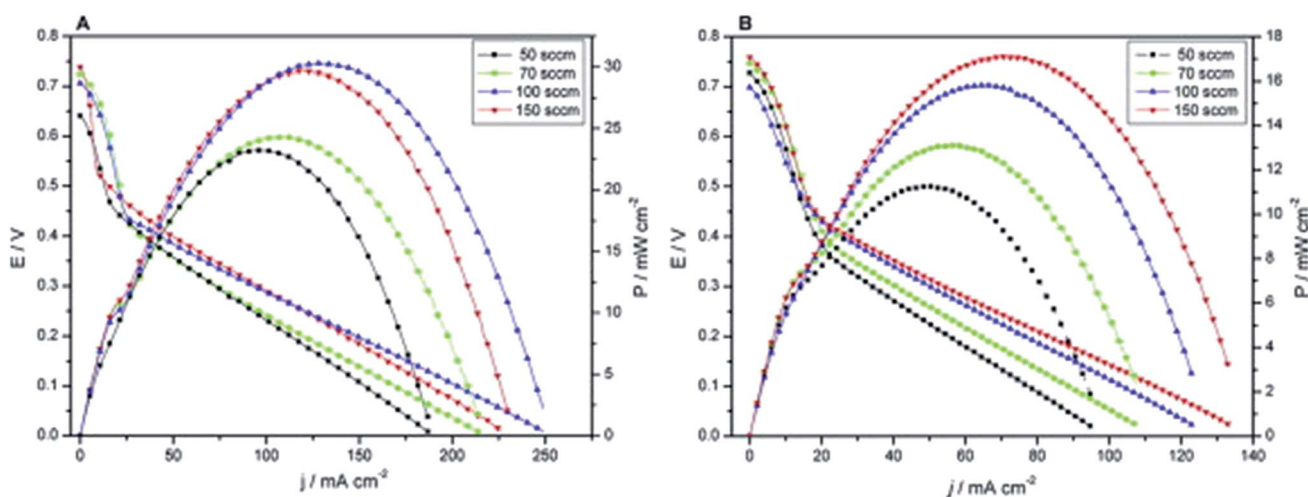 A
0.8
0.7
0.6
0.5
0.4
0.3
0.2
0.1
0.0
E / V
0 50 100 150 200 250
j / mA cm-2
30
25
20
15
10
5
0
P / mW cm-2
50 sccm
70 sccm
100 sccm
150 sccm
B
0.8
0.7
0.6
0.5
0.4
0.3
0.2
0.1
0.0
E / V
0 20 40 60 80 100 120 140
j / mA cm-2
18
16
14
12
10
8
6
4
2
0
P / mW cm-2
50 sccm
70 sccm
100 sccm
150 sccm